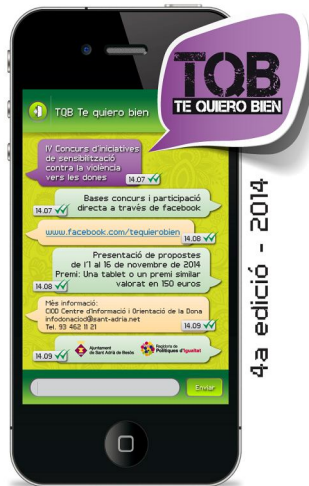 TQB
TE QUIERO BIEN
TQB Te quiero bien
IV Concurs d'iniciatives
de sensibilització
contra la violència
vers les dones
14.07
Bases concurs i participació
directa a través de facebook
14.07
www.facebook.com/tequierobien
14.08
Presentació de propostes
de l'1 al 16 de novembre de 2014
Premi: Una tablet o un premi similar
valorat en 150 euros
14.08
Més informació:
CIOD Centre d'Informació i Orientació de la Dona
infodonaciod@sant-adria.net
Tel. 93 462 11 21
14.09
Ajuntament
de Sant Adrià de Besòs
Regidoria de
Polítiques d'Igualtat
14.09
Enviar
4a edició - 2014